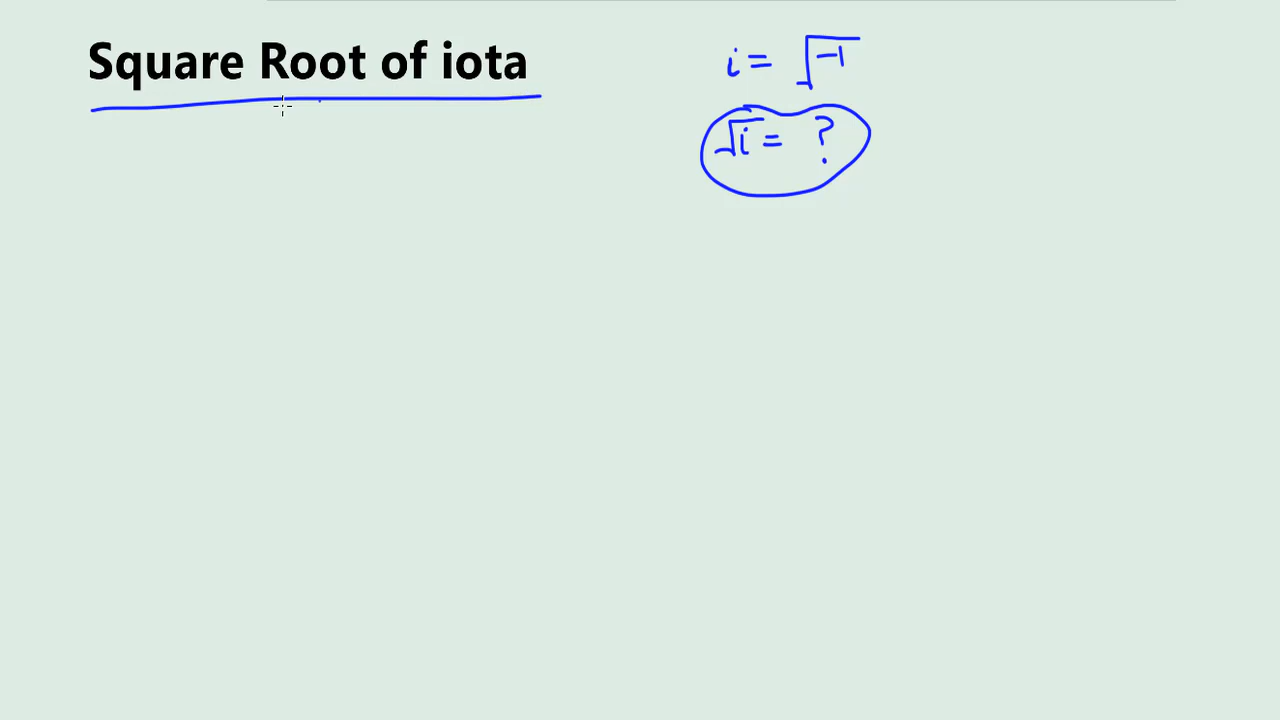 Square Root of iota
i = √-1
√i = ?